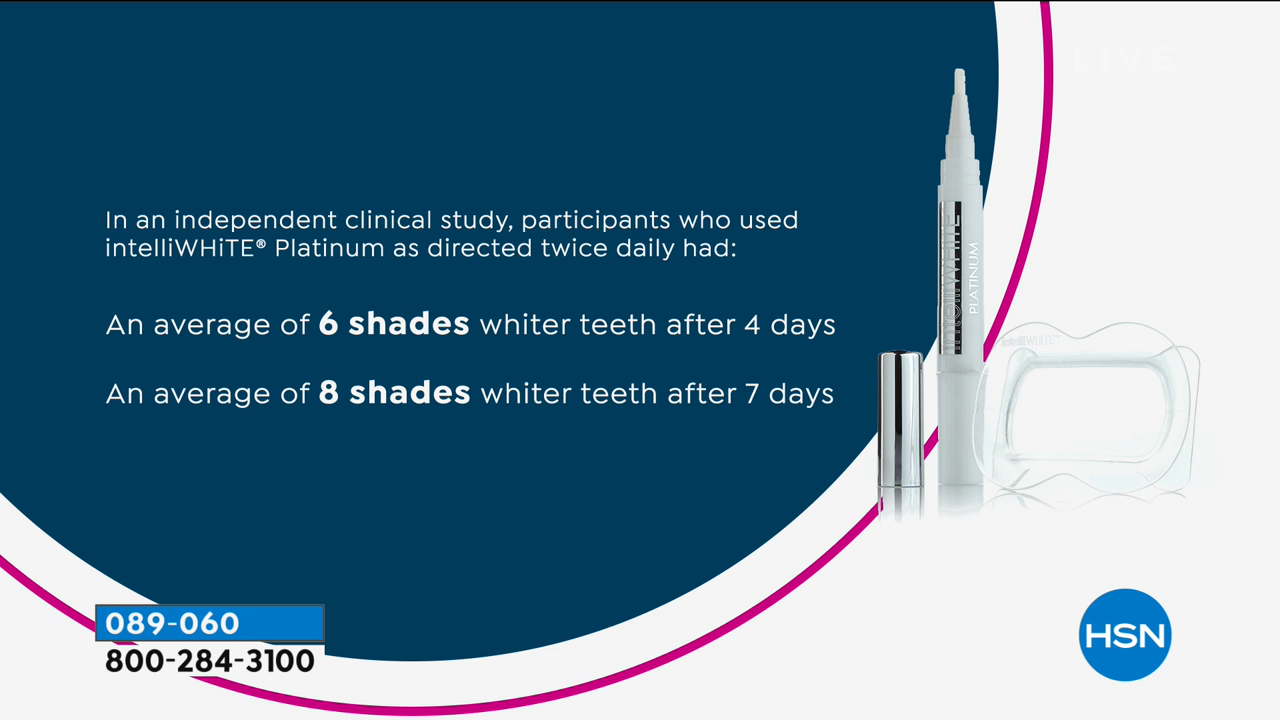 LIVE
In an independent clinical study, participants who used
intelliWHiTE® Platinum as directed twice daily had:
An average of 6 shades whiter teeth after 4 days
An average of 8 shades whiter teeth after 7 days
intelliWHiTE
PLATINUM
intelliWHiTE™
089-060
800-284-3100
HSN